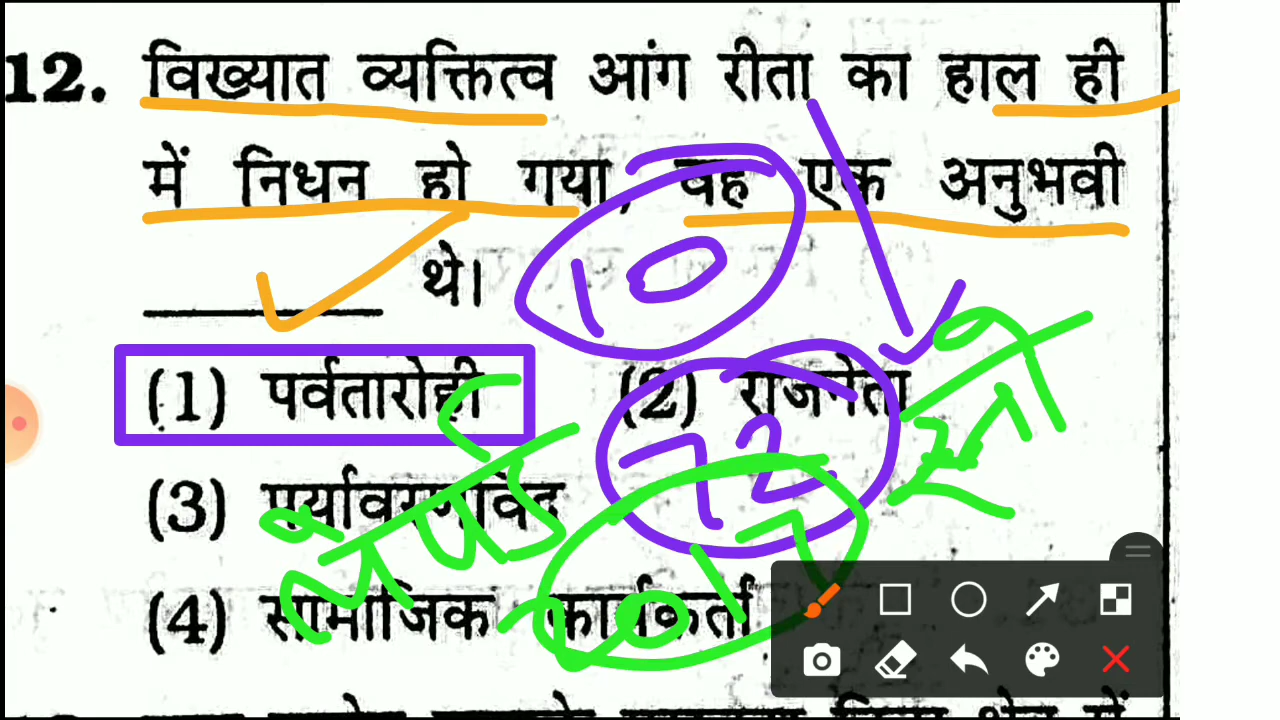 12. विख्यात व्यक्तित्व आंग रीता का हाल ही
में निधन हो गया, वह एक अनुभवी
__________ थे।
10
(1) पर्वतारोही (2) राजनेता
72
(3) पर्यावरणविद
(4) सामाजिक कार्यकर्ता
2017